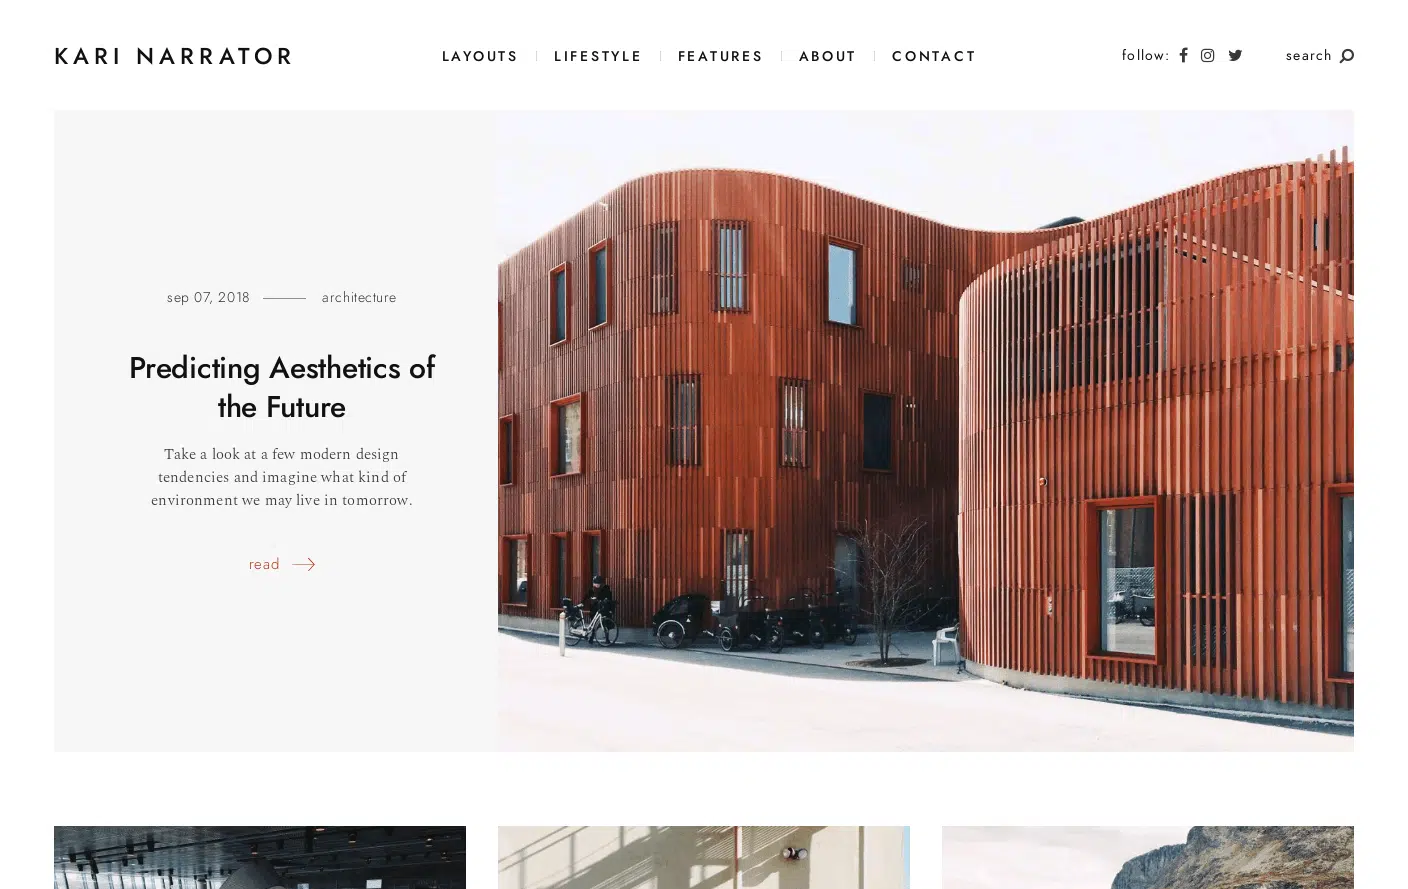 KARI NARRATOR
LAYOUTS LIFESTYLE FEATURES ABOUT CONTACT
follow:
search
sep 07, 2018 architecture
Predicting Aesthetics of
the Future
Take a look at a few modern design
tendencies and imagine what kind of
environment we may live in tomorrow.
read